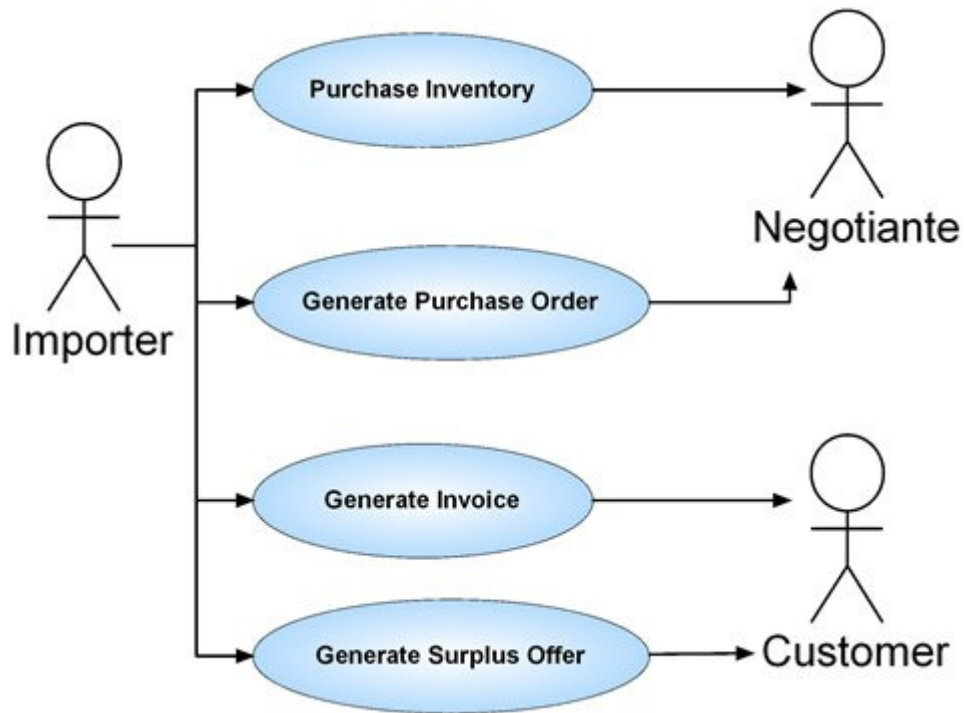 Purchase Inventory
Negotiante
Generate Purchase Order
Importer
Generate Invoice
Generate Surplus Offer
Customer